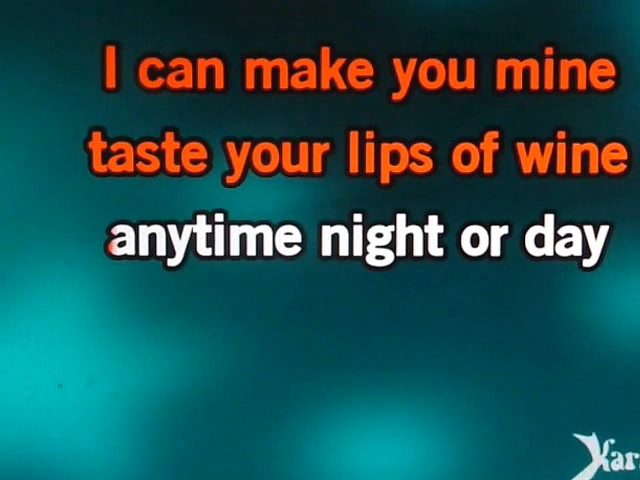 I can make you mine
taste your lips of wine
anytime night or day